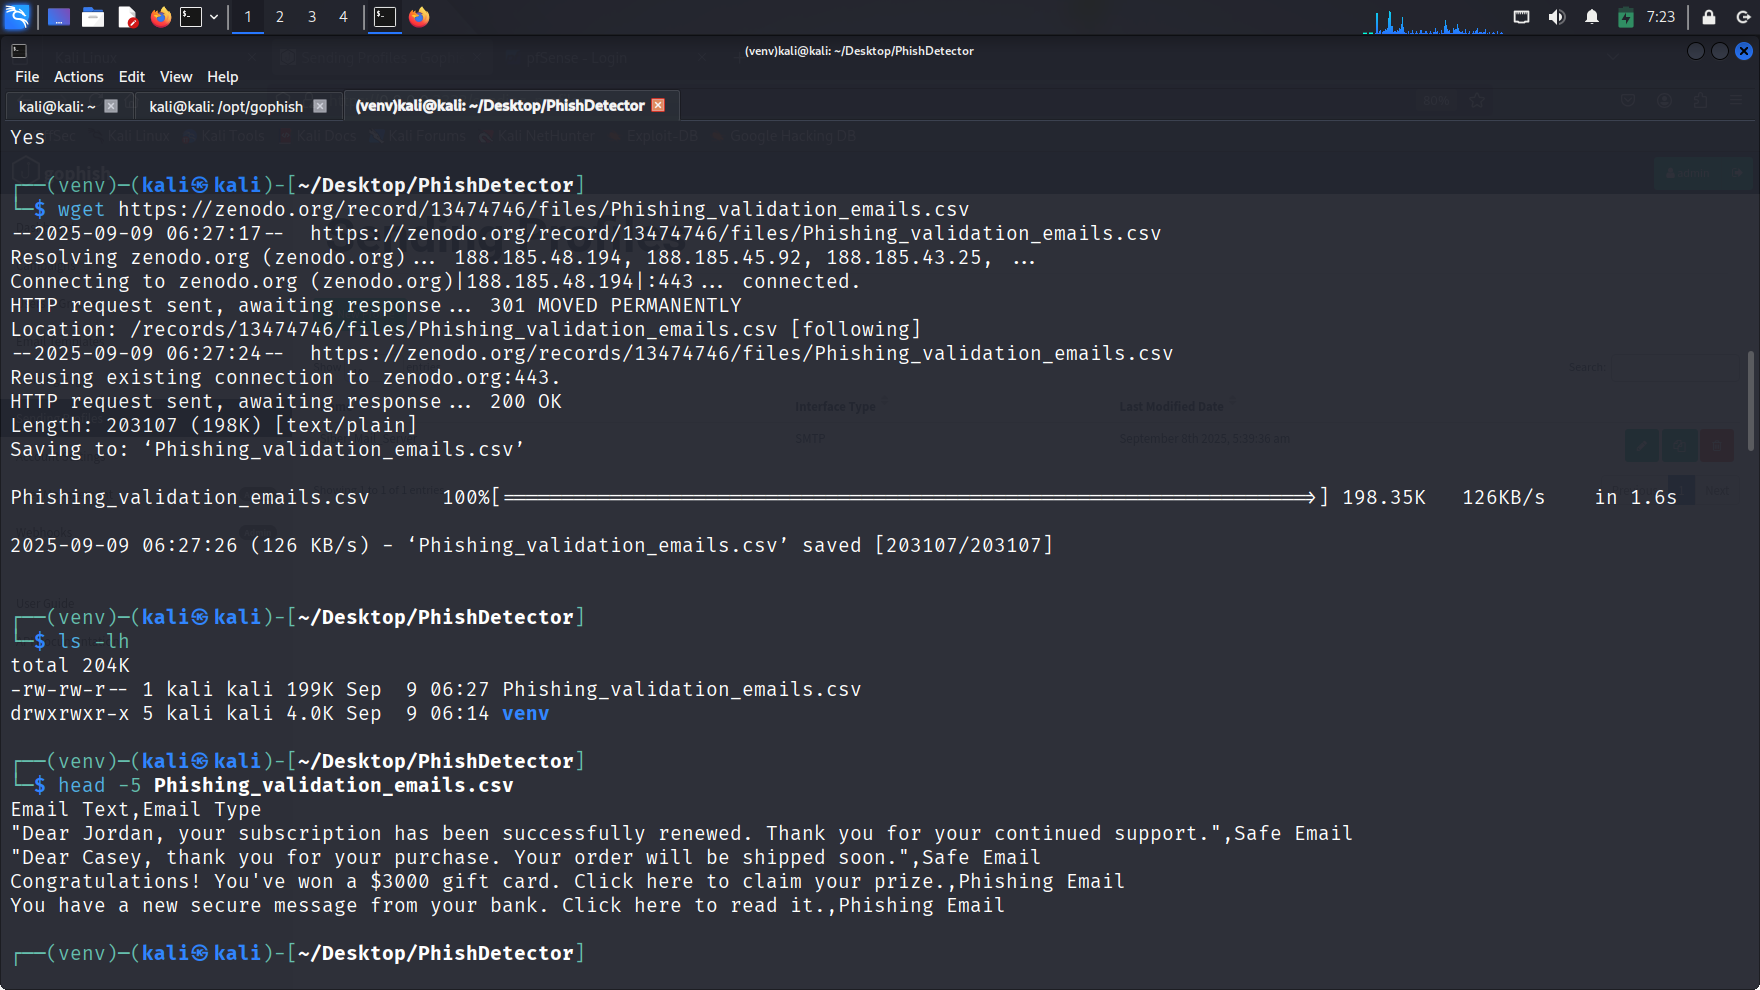 1 2 3 4 7:23
(venv)kali@kali: ~/Desktop/PhishDetector
File Actions Edit View Help
kali@kali: ~ kali@kali: /opt/gophish (venv)kali@kali: ~/Desktop/PhishDetector
Yes
┌──(venv)─(kali㉿kali)-[~/Desktop/PhishDetector]
└─$ wget https://zenodo.org/record/13474746/files/Phishing_validation_emails.csv
--2025-09-09 06:27:17--  https://zenodo.org/record/13474746/files/Phishing_validation_emails.csv
Resolving zenodo.org (zenodo.org)... 188.185.48.194, 188.185.45.92, 188.185.43.25, ...
Connecting to zenodo.org (zenodo.org)|188.185.48.194|:443... connected.
HTTP request sent, awaiting response... 301 MOVED PERMANENTLY
Location: /records/13474746/files/Phishing_validation_emails.csv [following]
--2025-09-09 06:27:24--  https://zenodo.org/records/13474746/files/Phishing_validation_emails.csv
Reusing existing connection to zenodo.org:443.
HTTP request sent, awaiting response... 200 OK
Length: 203107 (198K) [text/plain]
Saving to: ‘Phishing_validation_emails.csv’
Phishing_validation_emails.csv 100%[===================>] 198.35K 126KB/s in 1.6s
2025-09-09 06:27:26 (126 KB/s) - ‘Phishing_validation_emails.csv’ saved [203107/203107]
┌──(venv)─(kali㉿kali)-[~/Desktop/PhishDetector]
└─$ ls -lh
total 204K
-rw-rw-r-- 1 kali kali 199K Sep  9 06:27 Phishing_validation_emails.csv
drwxrwxr-x 5 kali kali 4.0K Sep  9 06:14 venv
┌──(venv)─(kali㉿kali)-[~/Desktop/PhishDetector]
└─$ head -5 Phishing_validation_emails.csv
Email Text,Email Type
"Dear Jordan, your subscription has been successfully renewed. Thank you for your continued support.",Safe Email
"Dear Casey, thank you for your purchase. Your order will be shipped soon.",Safe Email
Congratulations! You've won a $3000 gift card. Click here to claim your prize.,Phishing Email
You have a new secure message from your bank. Click here to read it.,Phishing Email
┌──(venv)─(kali㉿kali)-[~/Desktop/PhishDetector]